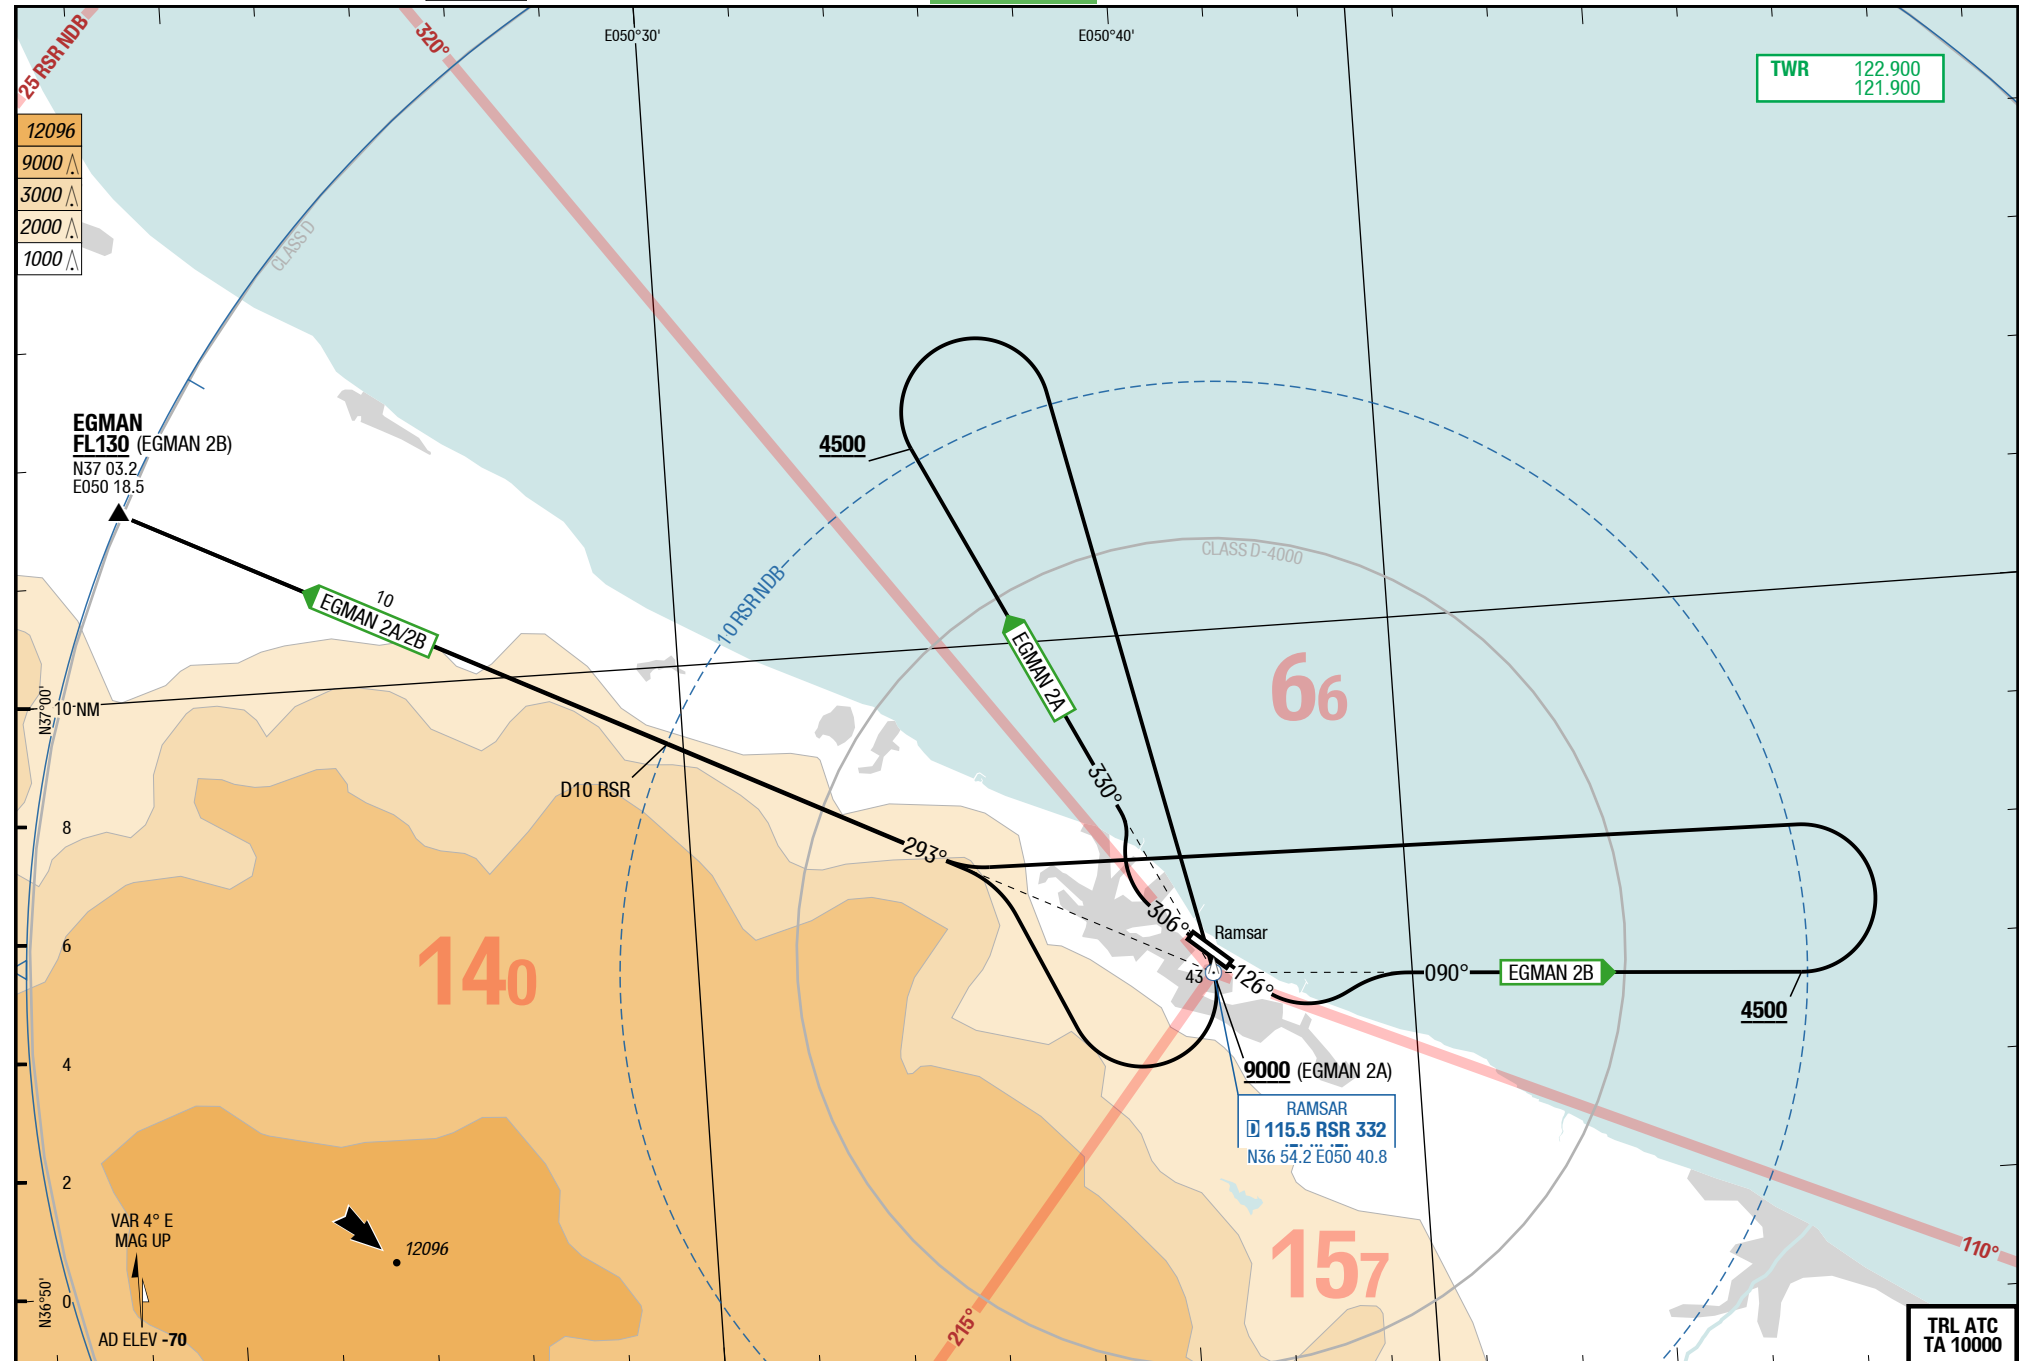 320°
E050°30'
E050°40'
25 RSR NDB
TWR 122.900
121.900
12096
9000
3000
2000
1000
CLASS D
EGMAN
FL130 (EGMAN 2B)
N37 03.2
E050 18.5
4500
CLASS D-4000
10 RSR NDB
10
EGMAN 2A/2B
EGMAN 2A
66
N37°00'
10 NM
D10 RSR
330°
8
293°
306°
Ramsar
6
140
43
126°
090°
EGMAN 2B
4500
4
9000 (EGMAN 2A)
RAMSAR
D 115.5 RSR 332
N36 54.2 E050 40.8
2
VAR 4° E
MAG UP
12096
157
110°
N36°50'
0
AD ELEV -70
215°
TRL ATC
TA 10000